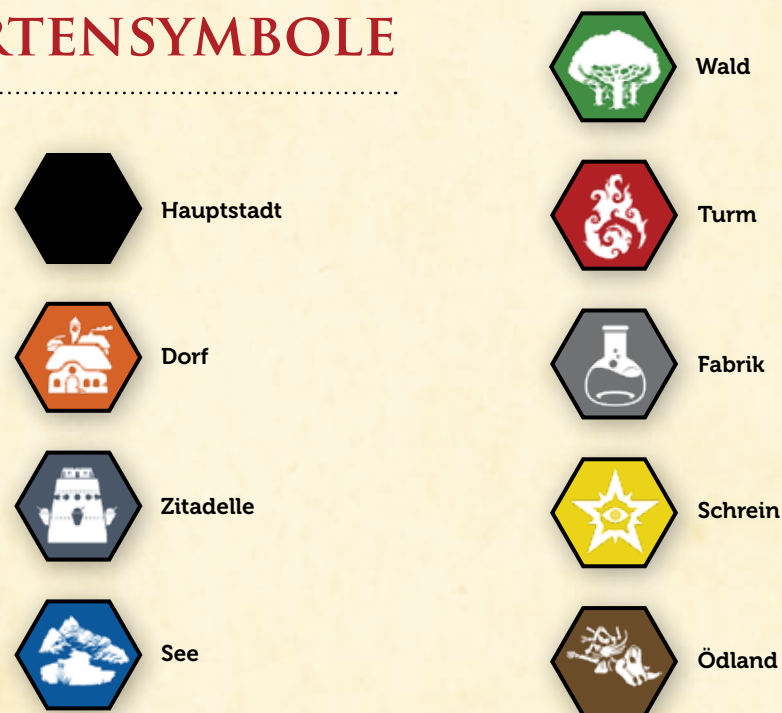 RTENSYMBOLE
Hauptstadt
Dorf
Zitadelle
See
Wald
Turm
Fabrik
Schrein
Ödland